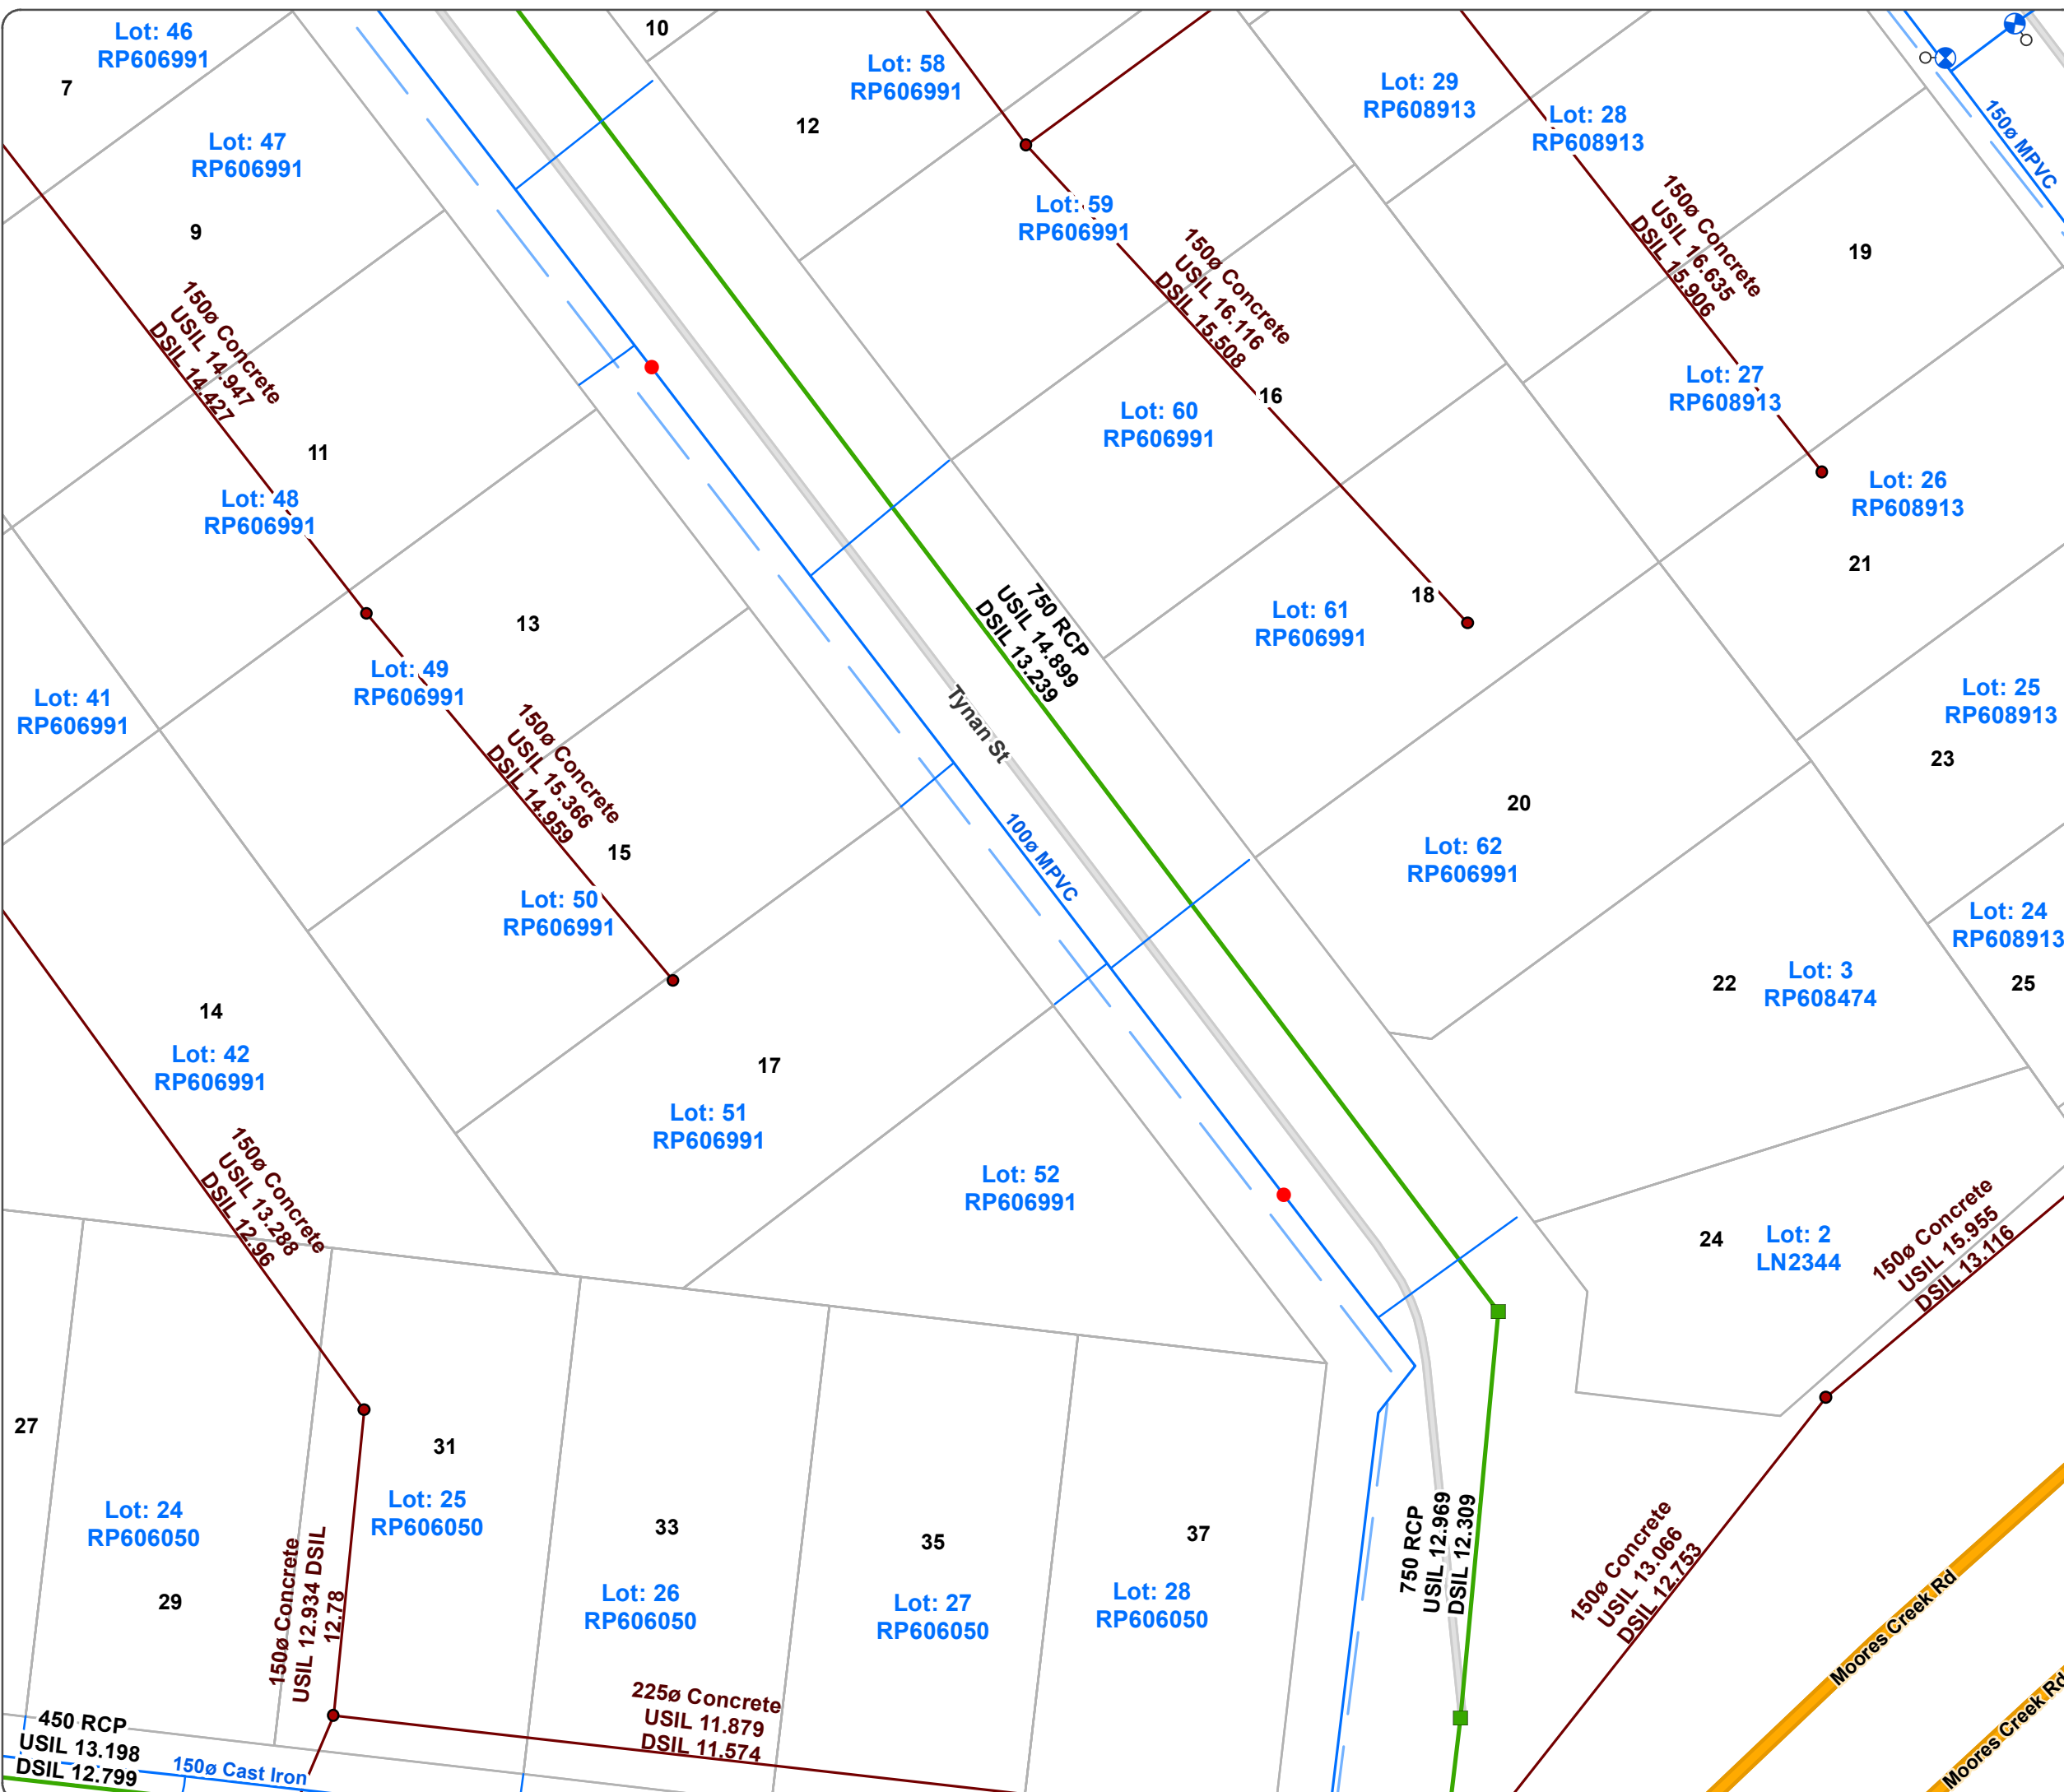 Lot: 46
RP606991
7
10
Lot: 58
RP606991
12
Lot: 29
RP608913
Lot: 28
RP608913
150ø MPVC
Lot: 47
RP606991
9
Lot: 59
RP606991
150ø Concrete
USIL 16.635
DSIL 15.906
19
150ø Concrete
USIL 14.947
DSIL 14.427
150ø Concrete
USIL 16.116
DSIL 15.508
16
Lot: 27
RP608913
Lot: 60
RP606991
11
Lot: 48
RP606991
Lot: 26
RP608913
21
13
18
Lot: 61
RP606991
750 RCP
USIL 14.899
DSIL 13.239
Lot: 49
RP606991
Lot: 41
RP606991
Lot: 25
RP608913
23
Tynan St
150ø Concrete
USIL 15.366
DSIL 14.959
15
20
Lot: 62
RP606991
100ø MPVC
Lot: 50
RP606991
Lot: 24
RP608913
25
22
Lot: 3
RP608474
14
Lot: 42
RP606991
17
Lot: 51
RP606991
Lot: 52
RP606991
150ø Concrete
USIL 13.288
DSIL 12.96
24
Lot: 2
LN2344
150ø Concrete
USIL 15.955
DSIL 13.116
27
31
Lot: 25
RP606050
Lot: 24
RP606050
29
33
Lot: 26
RP606050
35
Lot: 27
RP606050
37
Lot: 28
RP606050
750 RCP
USIL 12.969
DSIL 12.309
150ø Concrete
USIL 13.066
DSIL 12.753
150ø Concrete
USIL 12.934 DSIL
12.78
Moores Creek Rd
Moores Creek Rd
225ø Concrete
USIL 11.879
DSIL 11.574
450 RCP
USIL 13.198
DSIL 12.799
150ø Cast Iron